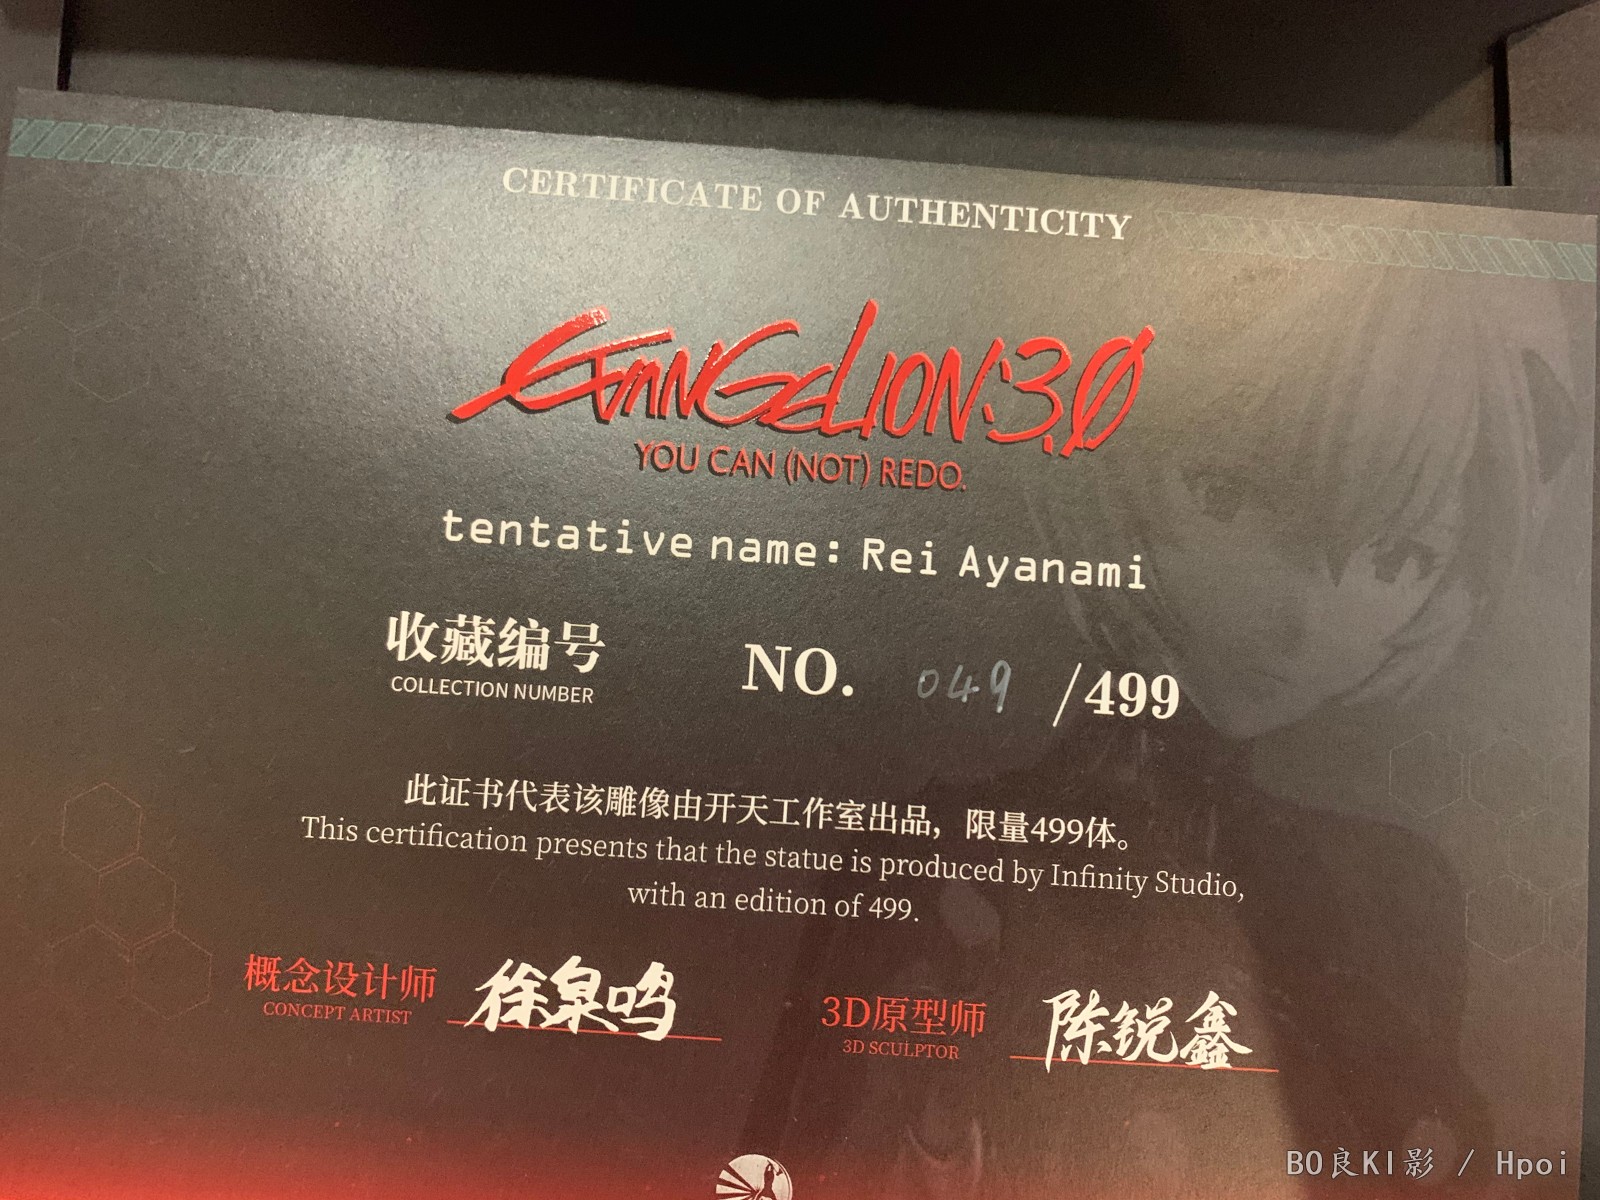 CERTIFICATE OF AUTHENTICITY
EVANGELION:3.0
YOU CAN (NOT) REDO.
tentative name: Rei Ayanami
收藏编号 NO. 049 /499
COLLECTION NUMBER
此证书代表该雕像由开天工作室出品，限量499体。
This certification presents that the statue is produced by Infinity Studio,
with an edition of 499.
概念设计师 徐泉鸣
CONCEPT ARTIST
3D原型师 陈锐鑫
3D SCULPTOR
BO良KI影 / Hpoi